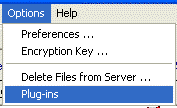 Options Help
Preferences ...
Encryption Key ...
Delete Files from Server ...
Plug-ins